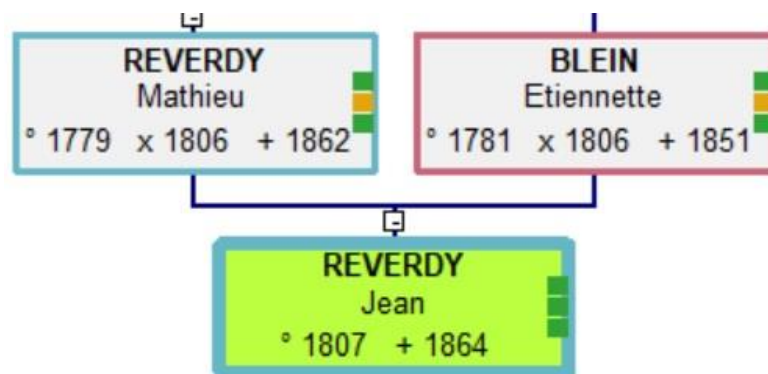 REVERDY
Mathieu
° 1779 x 1806 + 1862
BLEIN
Etiennette
° 1781 x 1806 + 1851
REVERDY
Jean
° 1807 + 1864